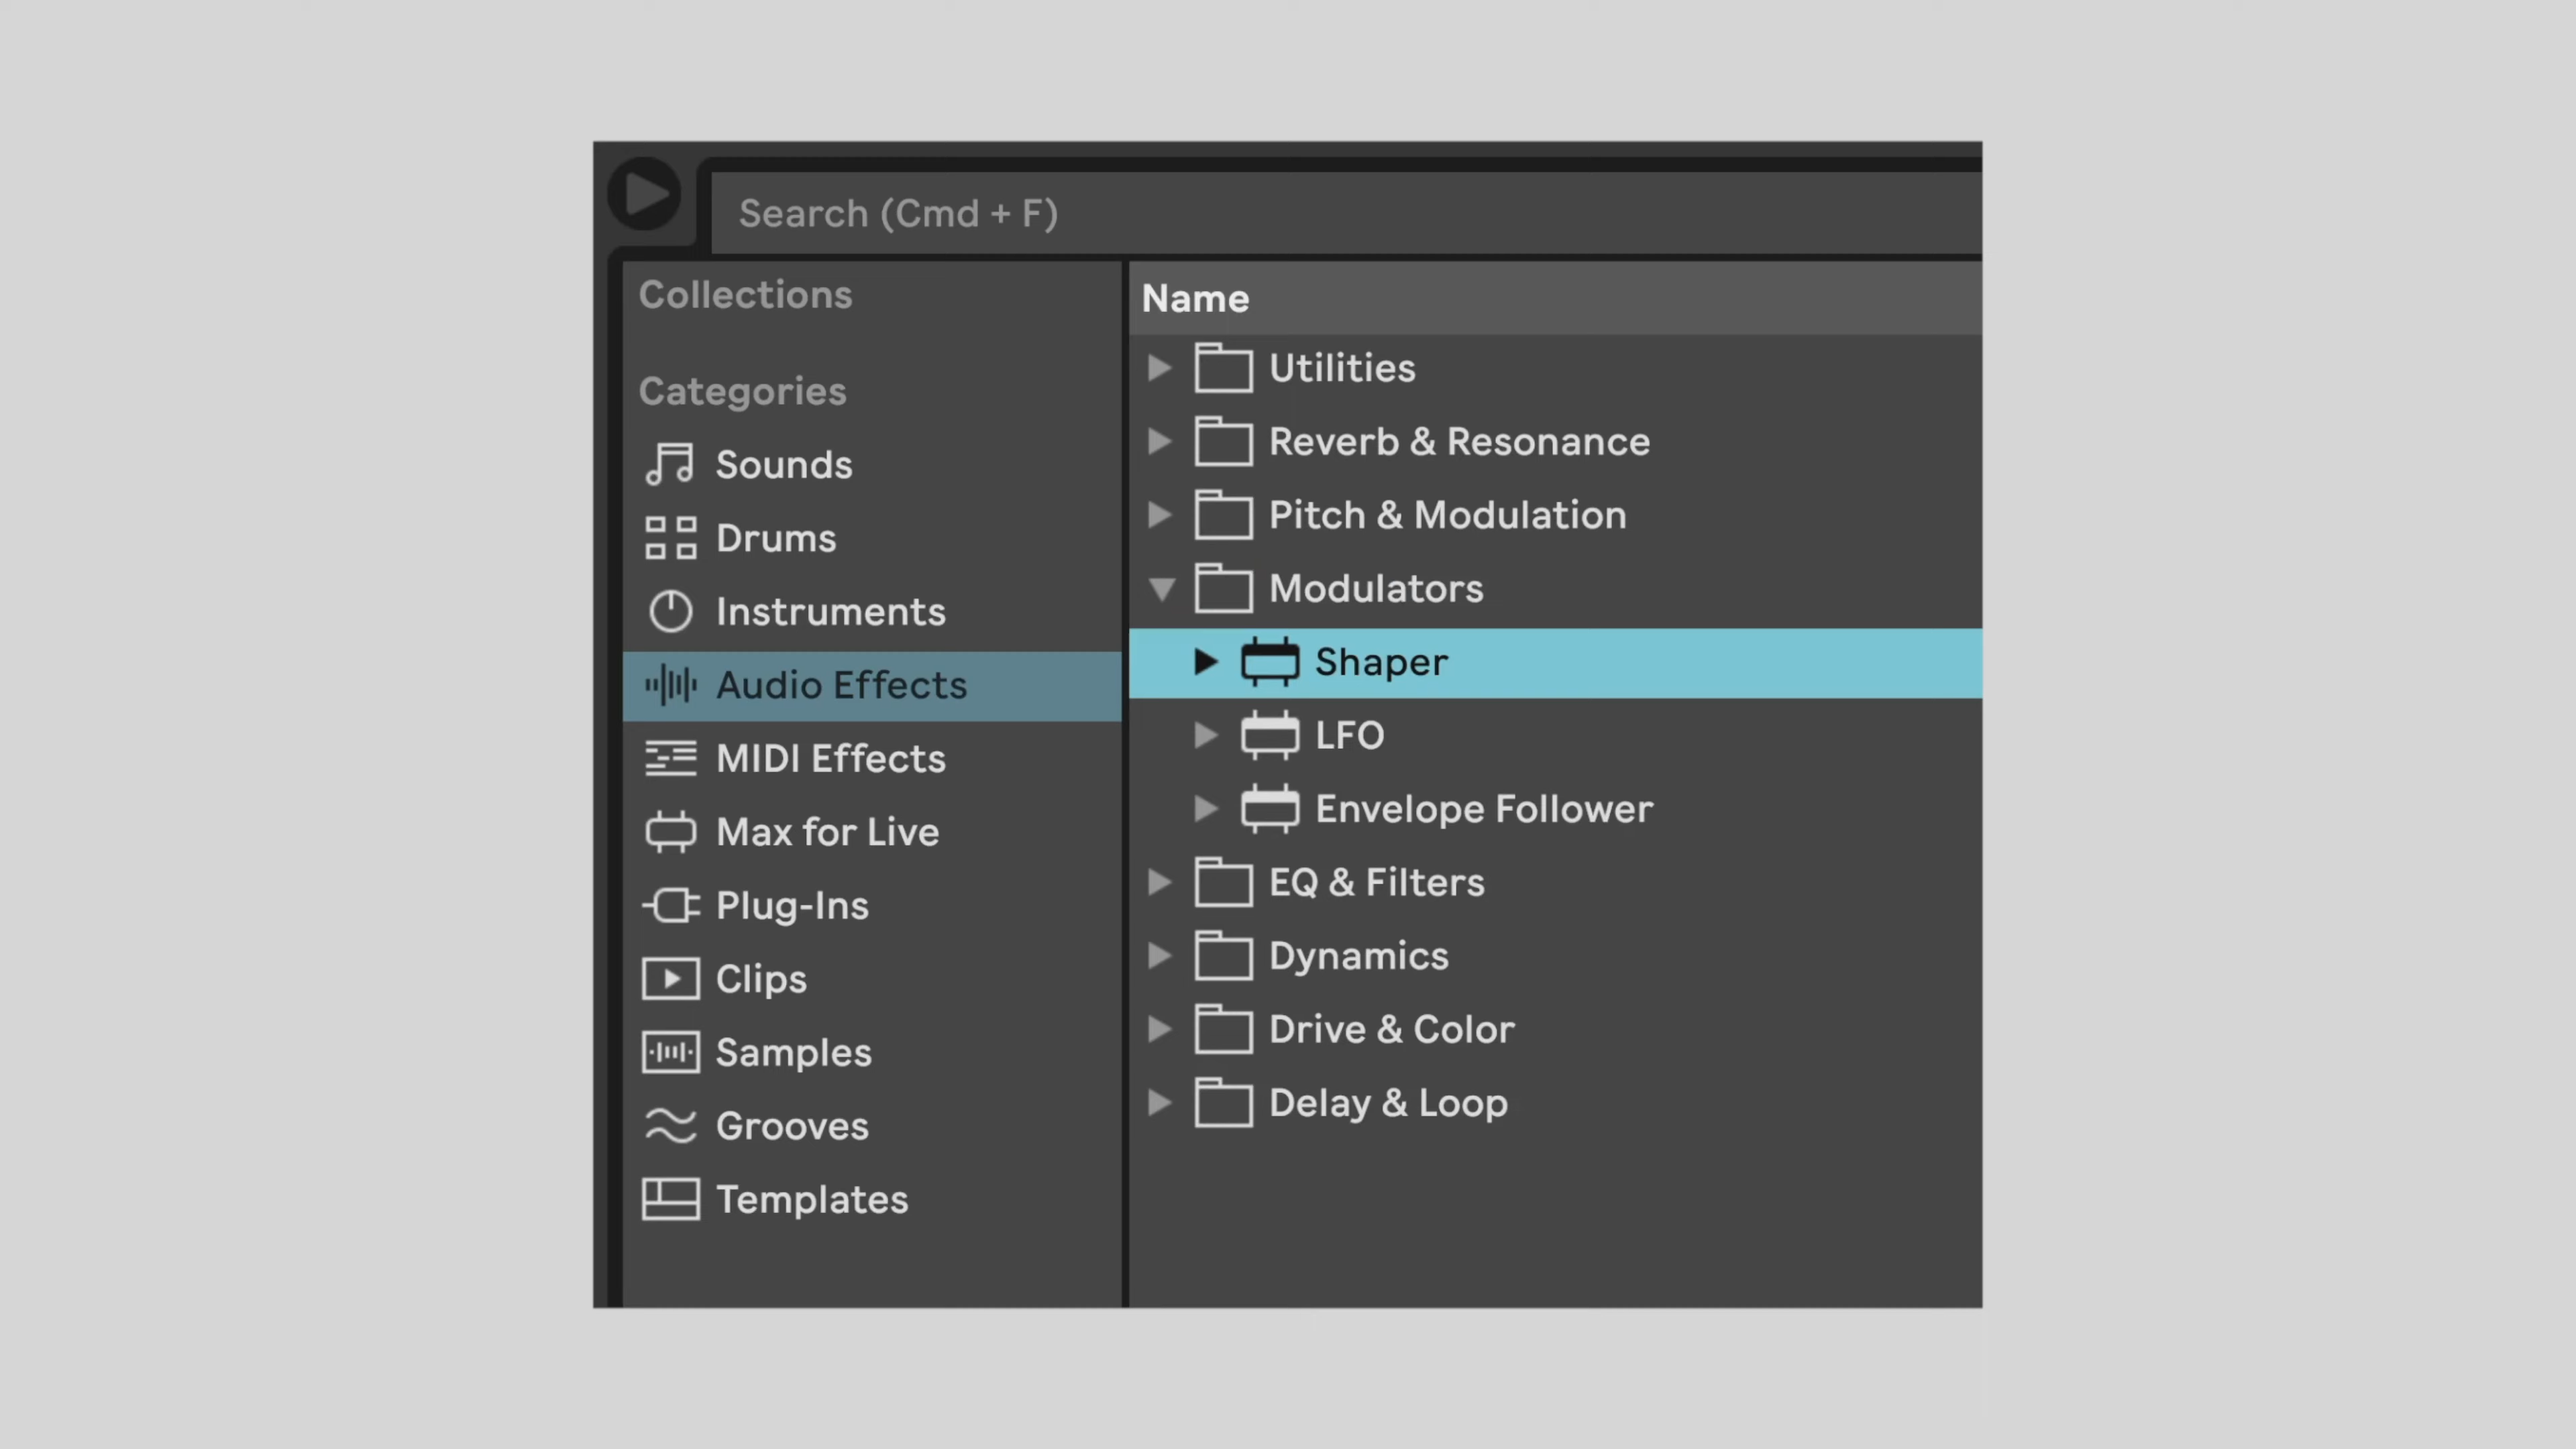 Search (Cmd + F)
Collections
Categories
Sounds
Drums
Instruments
Audio Effects
MIDI Effects
Max for Live
Plug-Ins
Clips
Samples
Grooves
Templates
Name
Utilities
Reverb & Resonance
Pitch & Modulation
Modulators
Shaper
LFO
Envelope Follower
EQ & Filters
Dynamics
Drive & Color
Delay & Loop